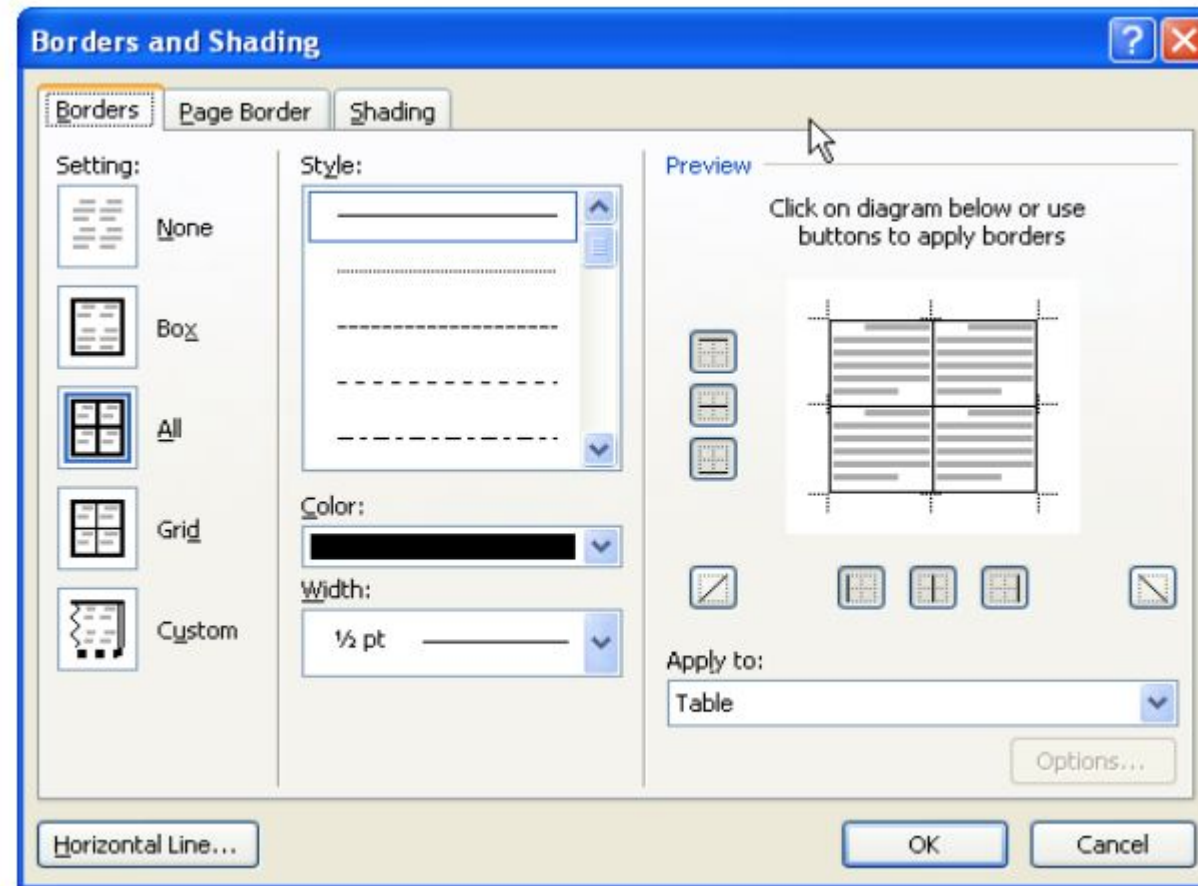 Borders and Shading
?
Borders
Page Border
Shading
Setting:
None
Box
All
Grid
Custom
Style:
Color:
Width:
½ pt
Preview
Click on diagram below or use
buttons to apply borders
Apply to:
Table
Options...
Horizontal Line...
OK
Cancel